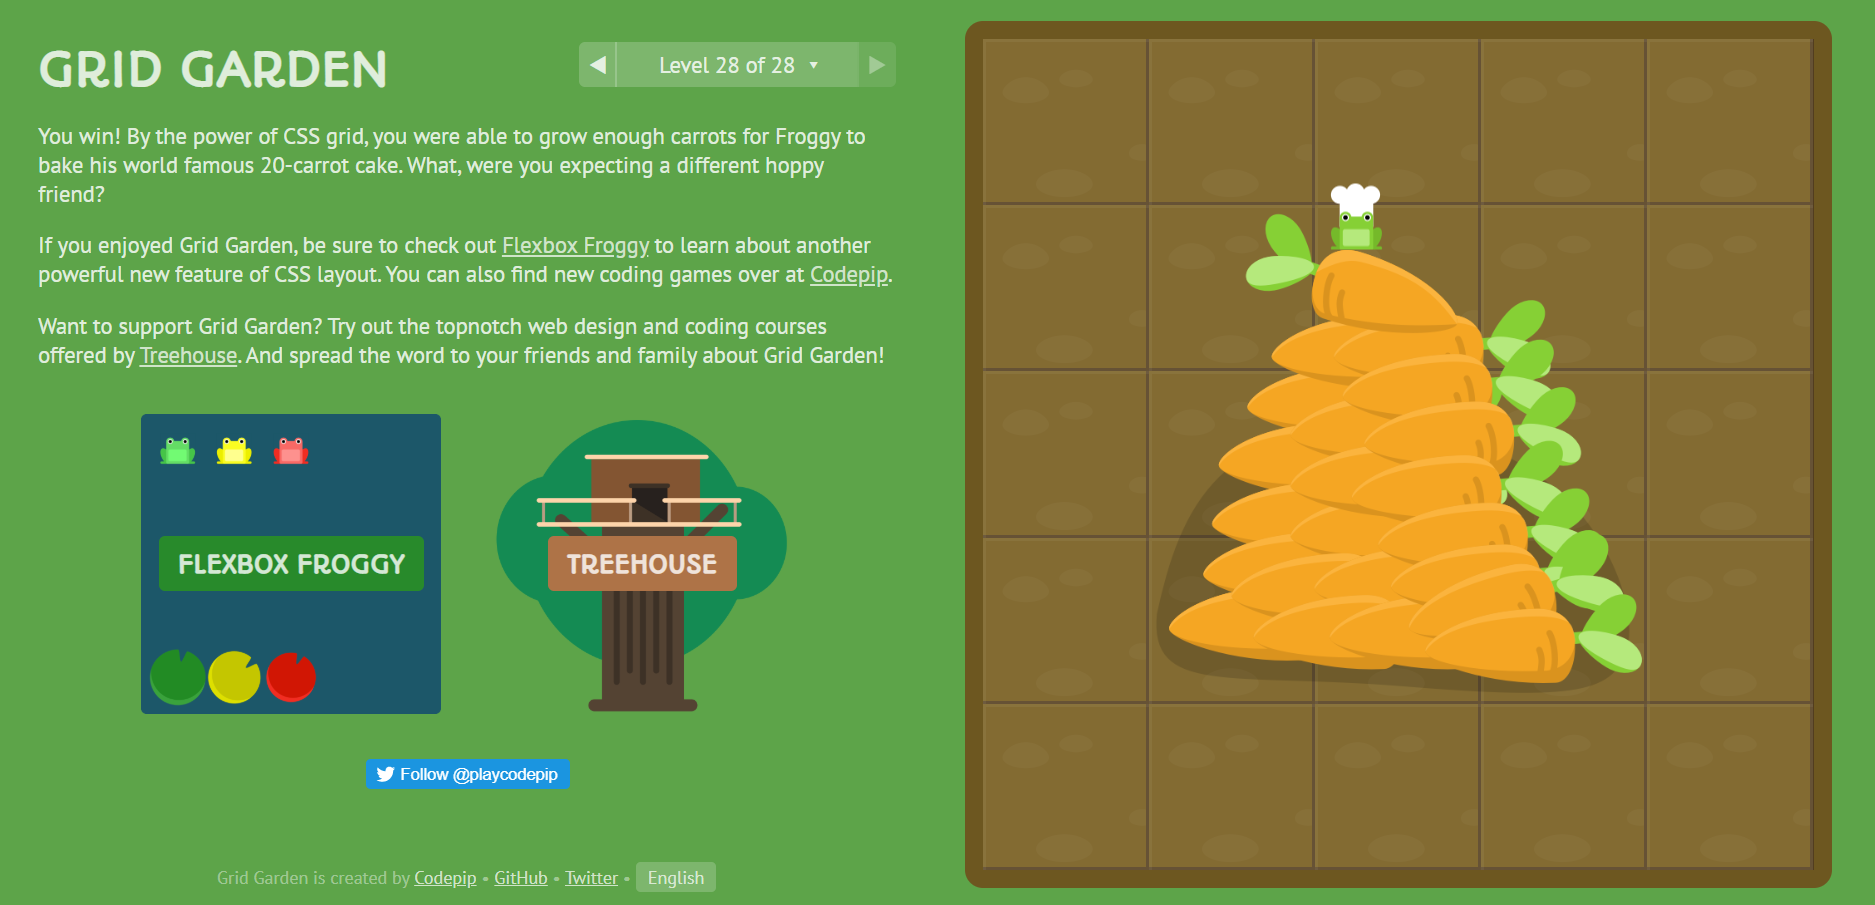 GRID GARDEN
Level 28 of 28
You win! By the power of CSS grid, you were able to grow enough carrots for Froggy to
bake his world famous 20-carrot cake. What, were you expecting a different hoppy
friend?
If you enjoyed Grid Garden, be sure to check out Flexbox Froggy to learn about another
powerful new feature of CSS layout. You can also find new coding games over at Codepip.
Want to support Grid Garden? Try out the topnotch web design and coding courses
offered by Treehouse. And spread the word to your friends and family about Grid Garden!
FLEXBOX FROGGY
TREEHOUSE
Follow @playcodepip
Grid Garden is created by Codepip • GitHub • Twitter • English